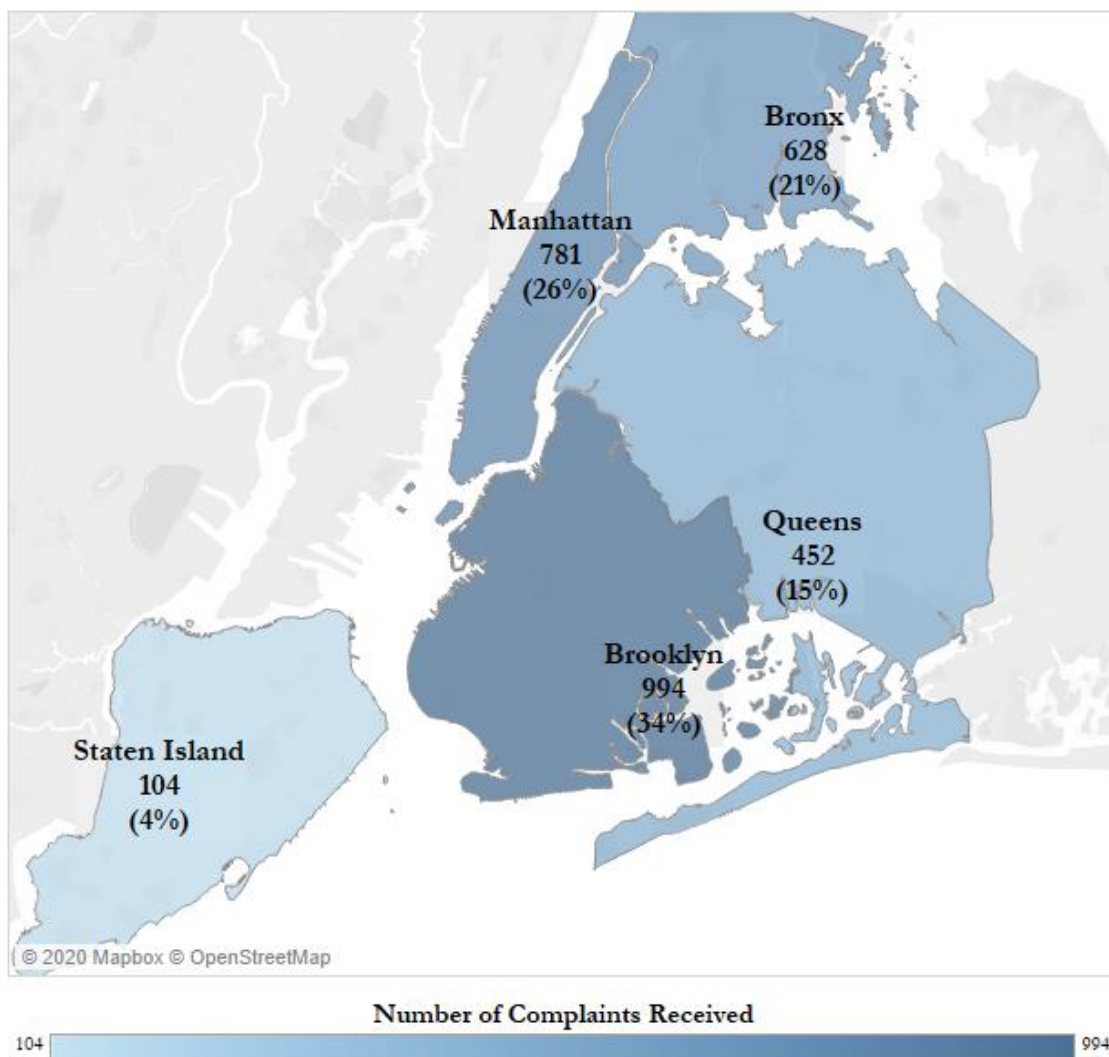 Bronx
628
(21%)
Manhattan
781
(26%)
Queens
452
(15%)
Brooklyn
994
(34%)
Staten Island
104
(4%)
© 2020 Mapbox © OpenStreetMap
Number of Complaints Received
104
994